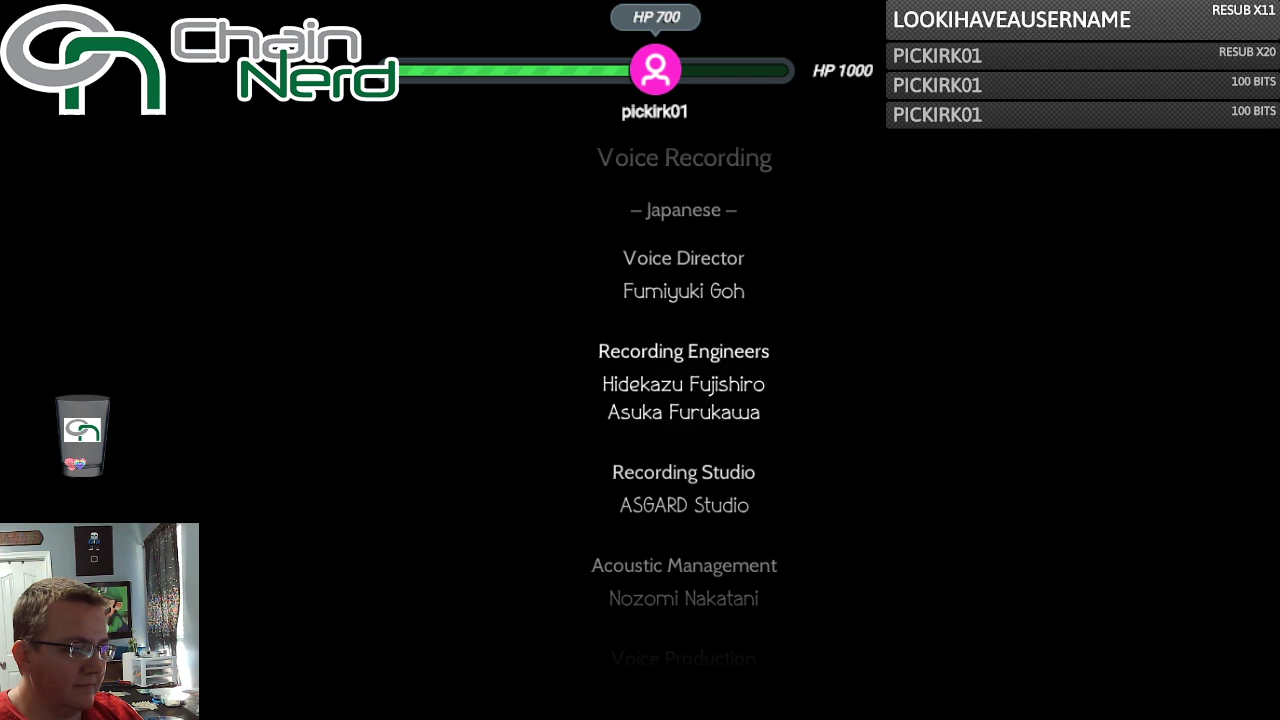 Chain
Nerd
HP 700
HP 1000
pickirk01
LOOKIHAVEAUSERNAME
RESUB X11
PICKIRK01
RESUB X20
PICKIRK01
100 BITS
PICKIRK01
100 BITS
Voice Recording
– Japanese –
Voice Director
Fumiyuki Goh
Recording Engineers
Hidekazu Fujishiro
Asuka Furukawa
Recording Studio
ASGARD Studio
Acoustic Management
Nozomi Nakatani
Voice Production